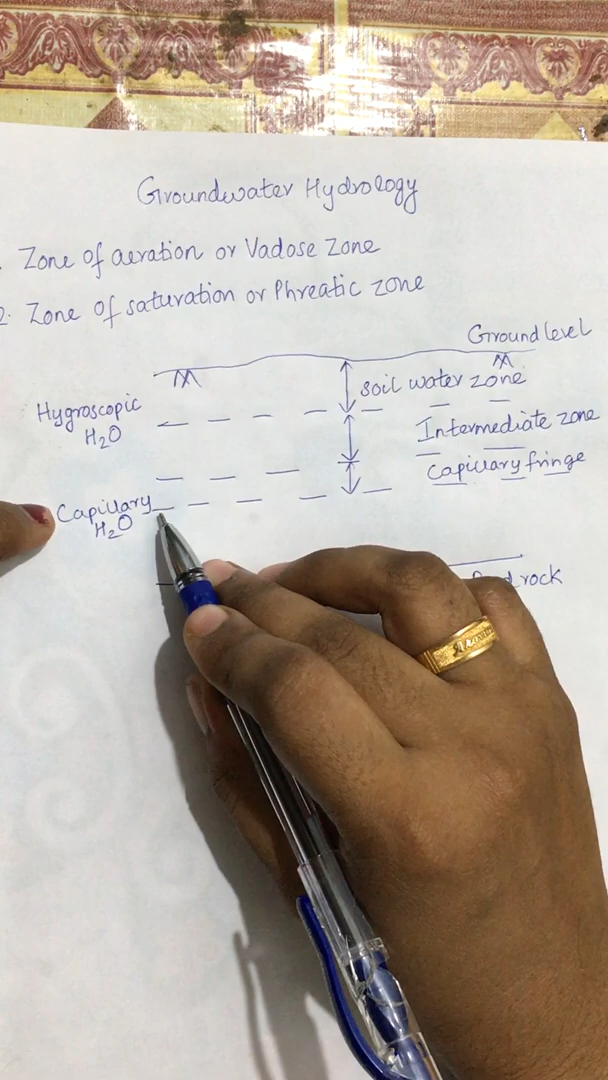 Groundwater Hydrology
. Zone of aeration or Vadose Zone
2. Zone of saturation or Phreatic zone
Ground level
soil water zone
Hygroscopic
H2O
Intermediate zone
Capillary fringe
Capillary
H2O
rock